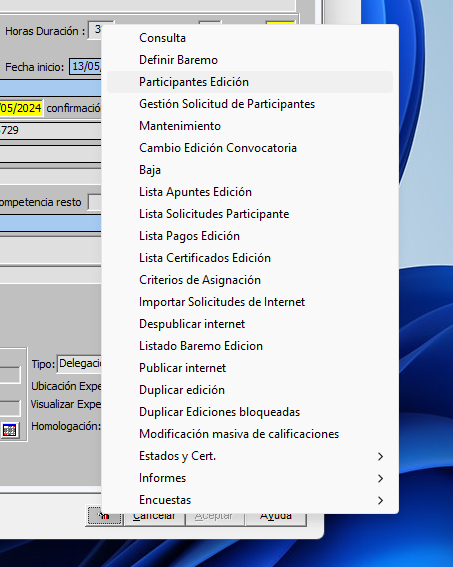 Horas Duración : 3
Fecha inicio: 13/05/
/05/2024 confirmació
729
ompetencia resto
Tipo: Delegació
Ubicación Expe
Visualizar Expe
Homologación:
Consulta
Definir Baremo
Participantes Edición
Gestión Solicitud de Participantes
Mantenimiento
Cambio Edición Convocatoria
Baja
Lista Apuntes Edición
Lista Solicitudes Participante
Lista Pagos Edición
Lista Certificados Edición
Criterios de Asignación
Importar Solicitudes de Internet
Despublicar internet
Listado Baremo Edicion
Publicar internet
Duplicar edición
Duplicar Ediciones bloqueadas
Modificación masiva de calificaciones
Estados y Cert.
Informes
Encuestas
Cancelar Aceptar Ayuda